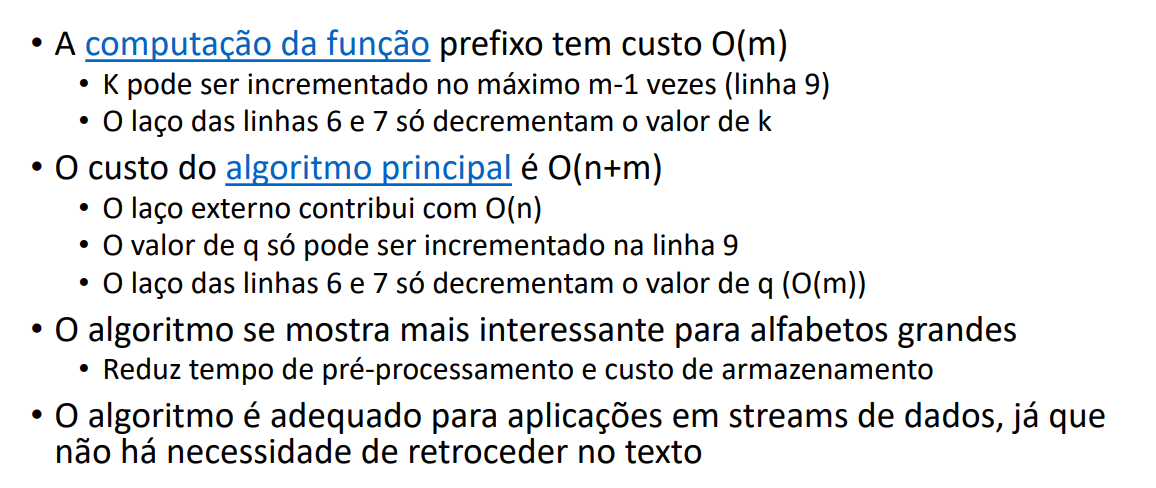 • A computação da função prefixo tem custo O(m)
• K pode ser incrementado no máximo m-1 vezes (linha 9)
• O laço das linhas 6 e 7 só decrementam o valor de k
• O custo do algoritmo principal é O(n+m)
• O laço externo contribui com O(n)
• O valor de q só pode ser incrementado na linha 9
• O laço das linhas 6 e 7 só decrementam o valor de q (O(m))
• O algoritmo se mostra mais interessante para alfabetos grandes
• Reduz tempo de pré-processamento e custo de armazenamento
• O algoritmo é adequado para aplicações em streams de dados, já que
não há necessidade de retroceder no texto